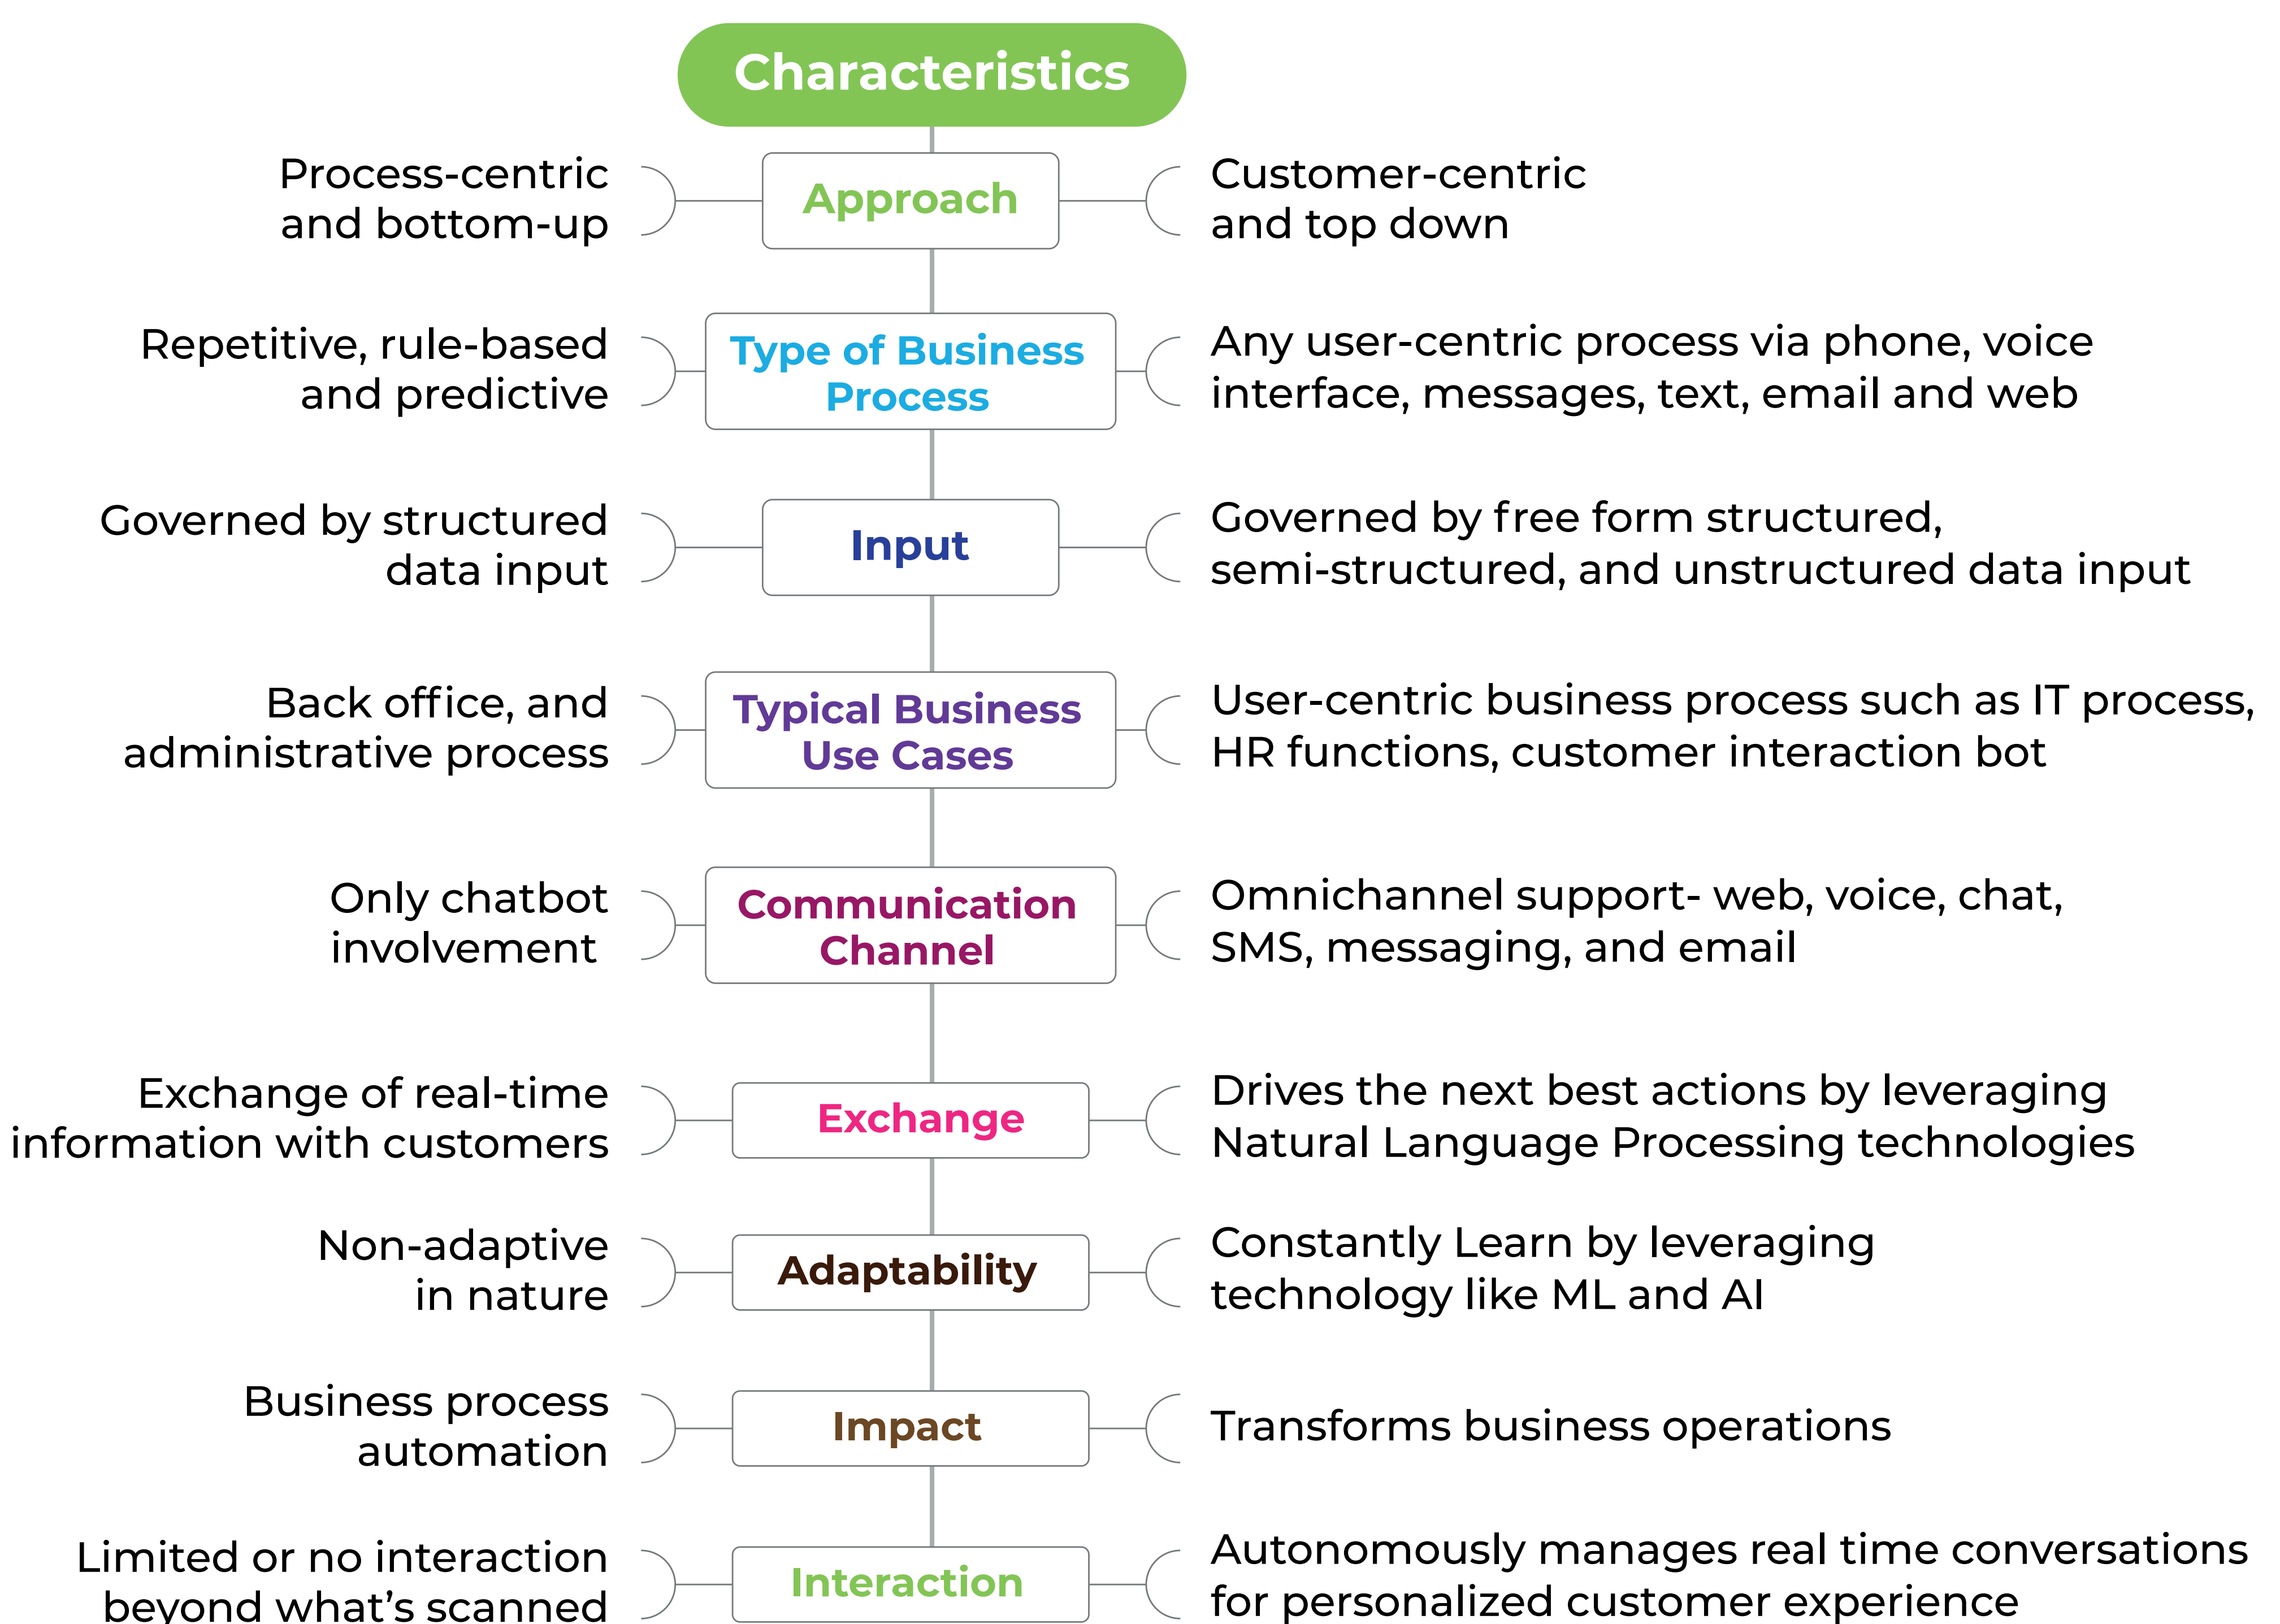 Characteristics
Process-centric
and bottom-up
Approach
Customer-centric
and top down
Repetitive, rule-based
and predictive
Type of Business
Process
Any user-centric process via phone, voice
interface, messages, text, email and web
Governed by structured
data input
Input
Governed by free form structured,
semi-structured, and unstructured data input
Back office, and
administrative process
Typical Business
Use Cases
User-centric business process such as IT process,
HR functions, customer interaction bot
Only chatbot
involvement
Communication
Channel
Omnichannel support- web, voice, chat,
SMS, messaging, and email
Exchange of real-time
information with customers
Exchange
Drives the next best actions by leveraging
Natural Language Processing technologies
Non-adaptive
in nature
Adaptability
Constantly Learn by leveraging
technology like ML and AI
Business process
automation
Impact
Transforms business operations
Limited or no interaction
beyond what's scanned
Interaction
Autonomously manages real time conversations
for personalized customer experience